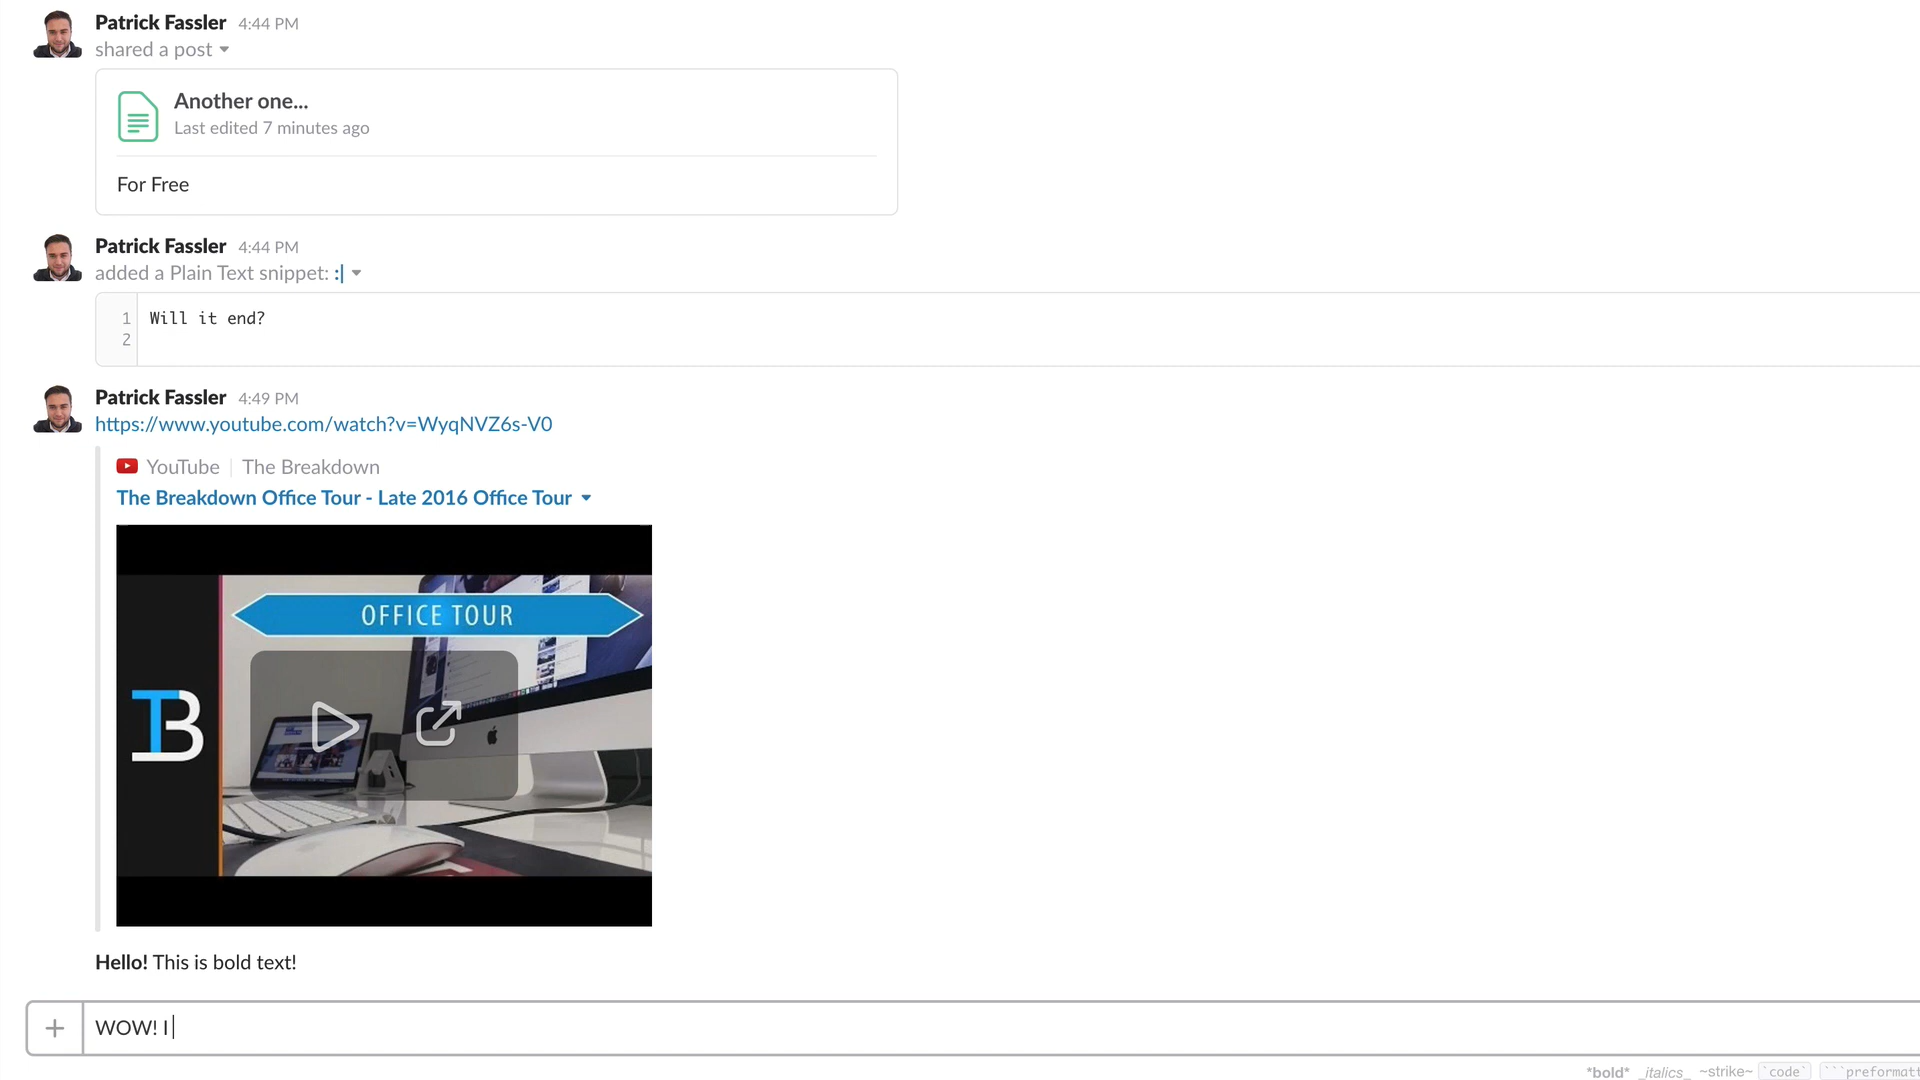 Patrick Fassler 4:44 PM
shared a post
Another one...
Last edited 7 minutes ago
For Free
Patrick Fassler 4:44 PM
added a Plain Text snippet: :|
1 Will it end?
2
Patrick Fassler 4:49 PM
https://www.youtube.com/watch?v=WyqNVZ6s-V0
YouTube | The Breakdown
The Breakdown Office Tour - Late 2016 Office Tour
OFFICE TOUR
TB
Hello! This is bold text!
+ WOW! I
*bold* _italics_ ~strike~ `code` ```preformatt